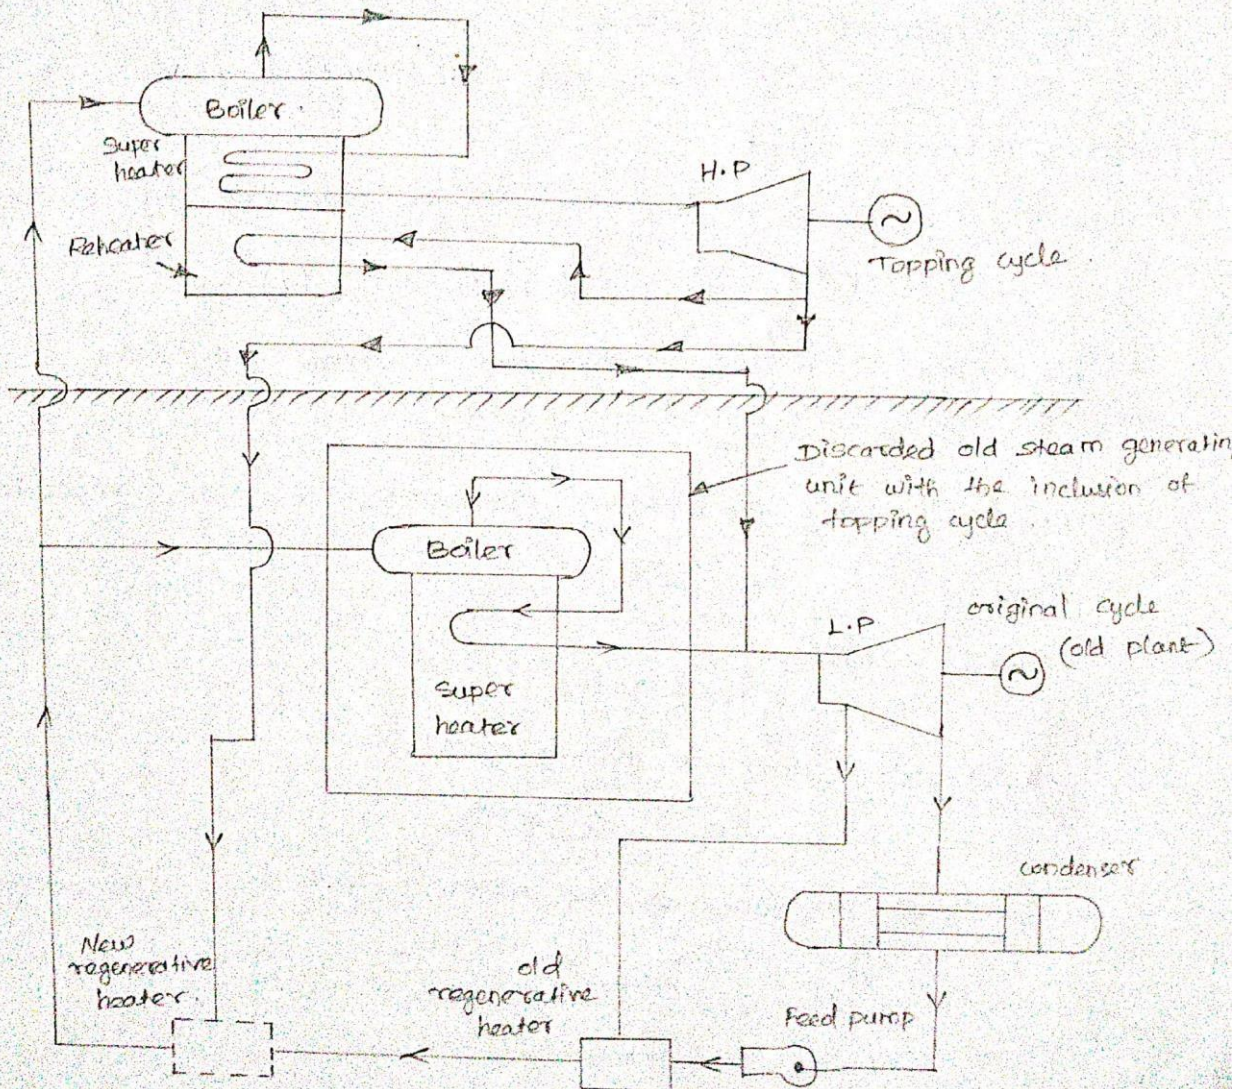 Boiler
Super
heater
H.P
Reheater
Topping cycle
Discarded old steam generatin
unit with the inclusion of
topping cycle
Boiler
Super
heater
L.P
original cycle
(old plant)
condenser
New
regenerative
heater
old
regenerative
heater
Feed pump